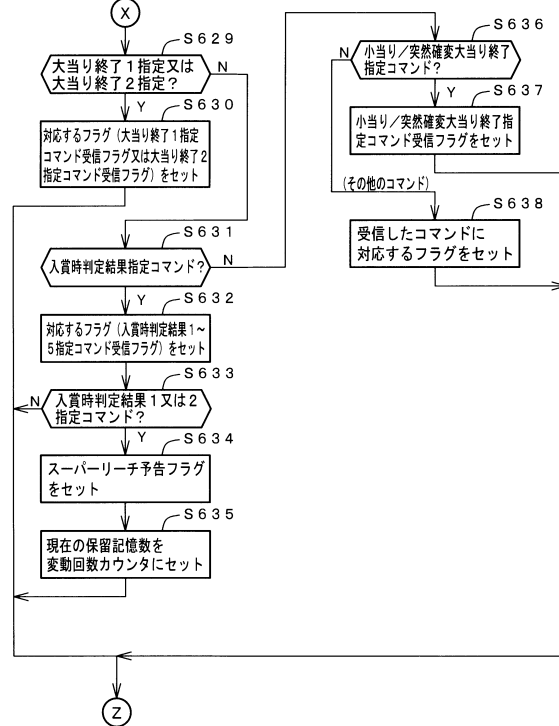 X
S629
大当り終了1指定又は
大当り終了2指定?
N
Y
S630
対応するフラグ(大当り終了1指定
コマンド受信フラグ又は大当り終了2
指定コマンド受信フラグ)をセット
S631
入賞時判定結果指定コマンド?
N
Y
S632
対応するフラグ(入賞時判定結果1~
5指定コマンド受信フラグ)をセット
S633
入賞時判定結果1又は2
指定コマンド?
N
Y
S634
スーパーリーチ予告フラグ
をセット
S635
現在の保留記憶数を
変動回数カウンタにセット
S636
小当り/突然確変大当り終了
指定コマンド?
N
Y
S637
小当り/突然確変大当り終了指
定コマンド受信フラグをセット
(その他のコマンド)
S638
受信したコマンドに
対応するフラグをセット
Z